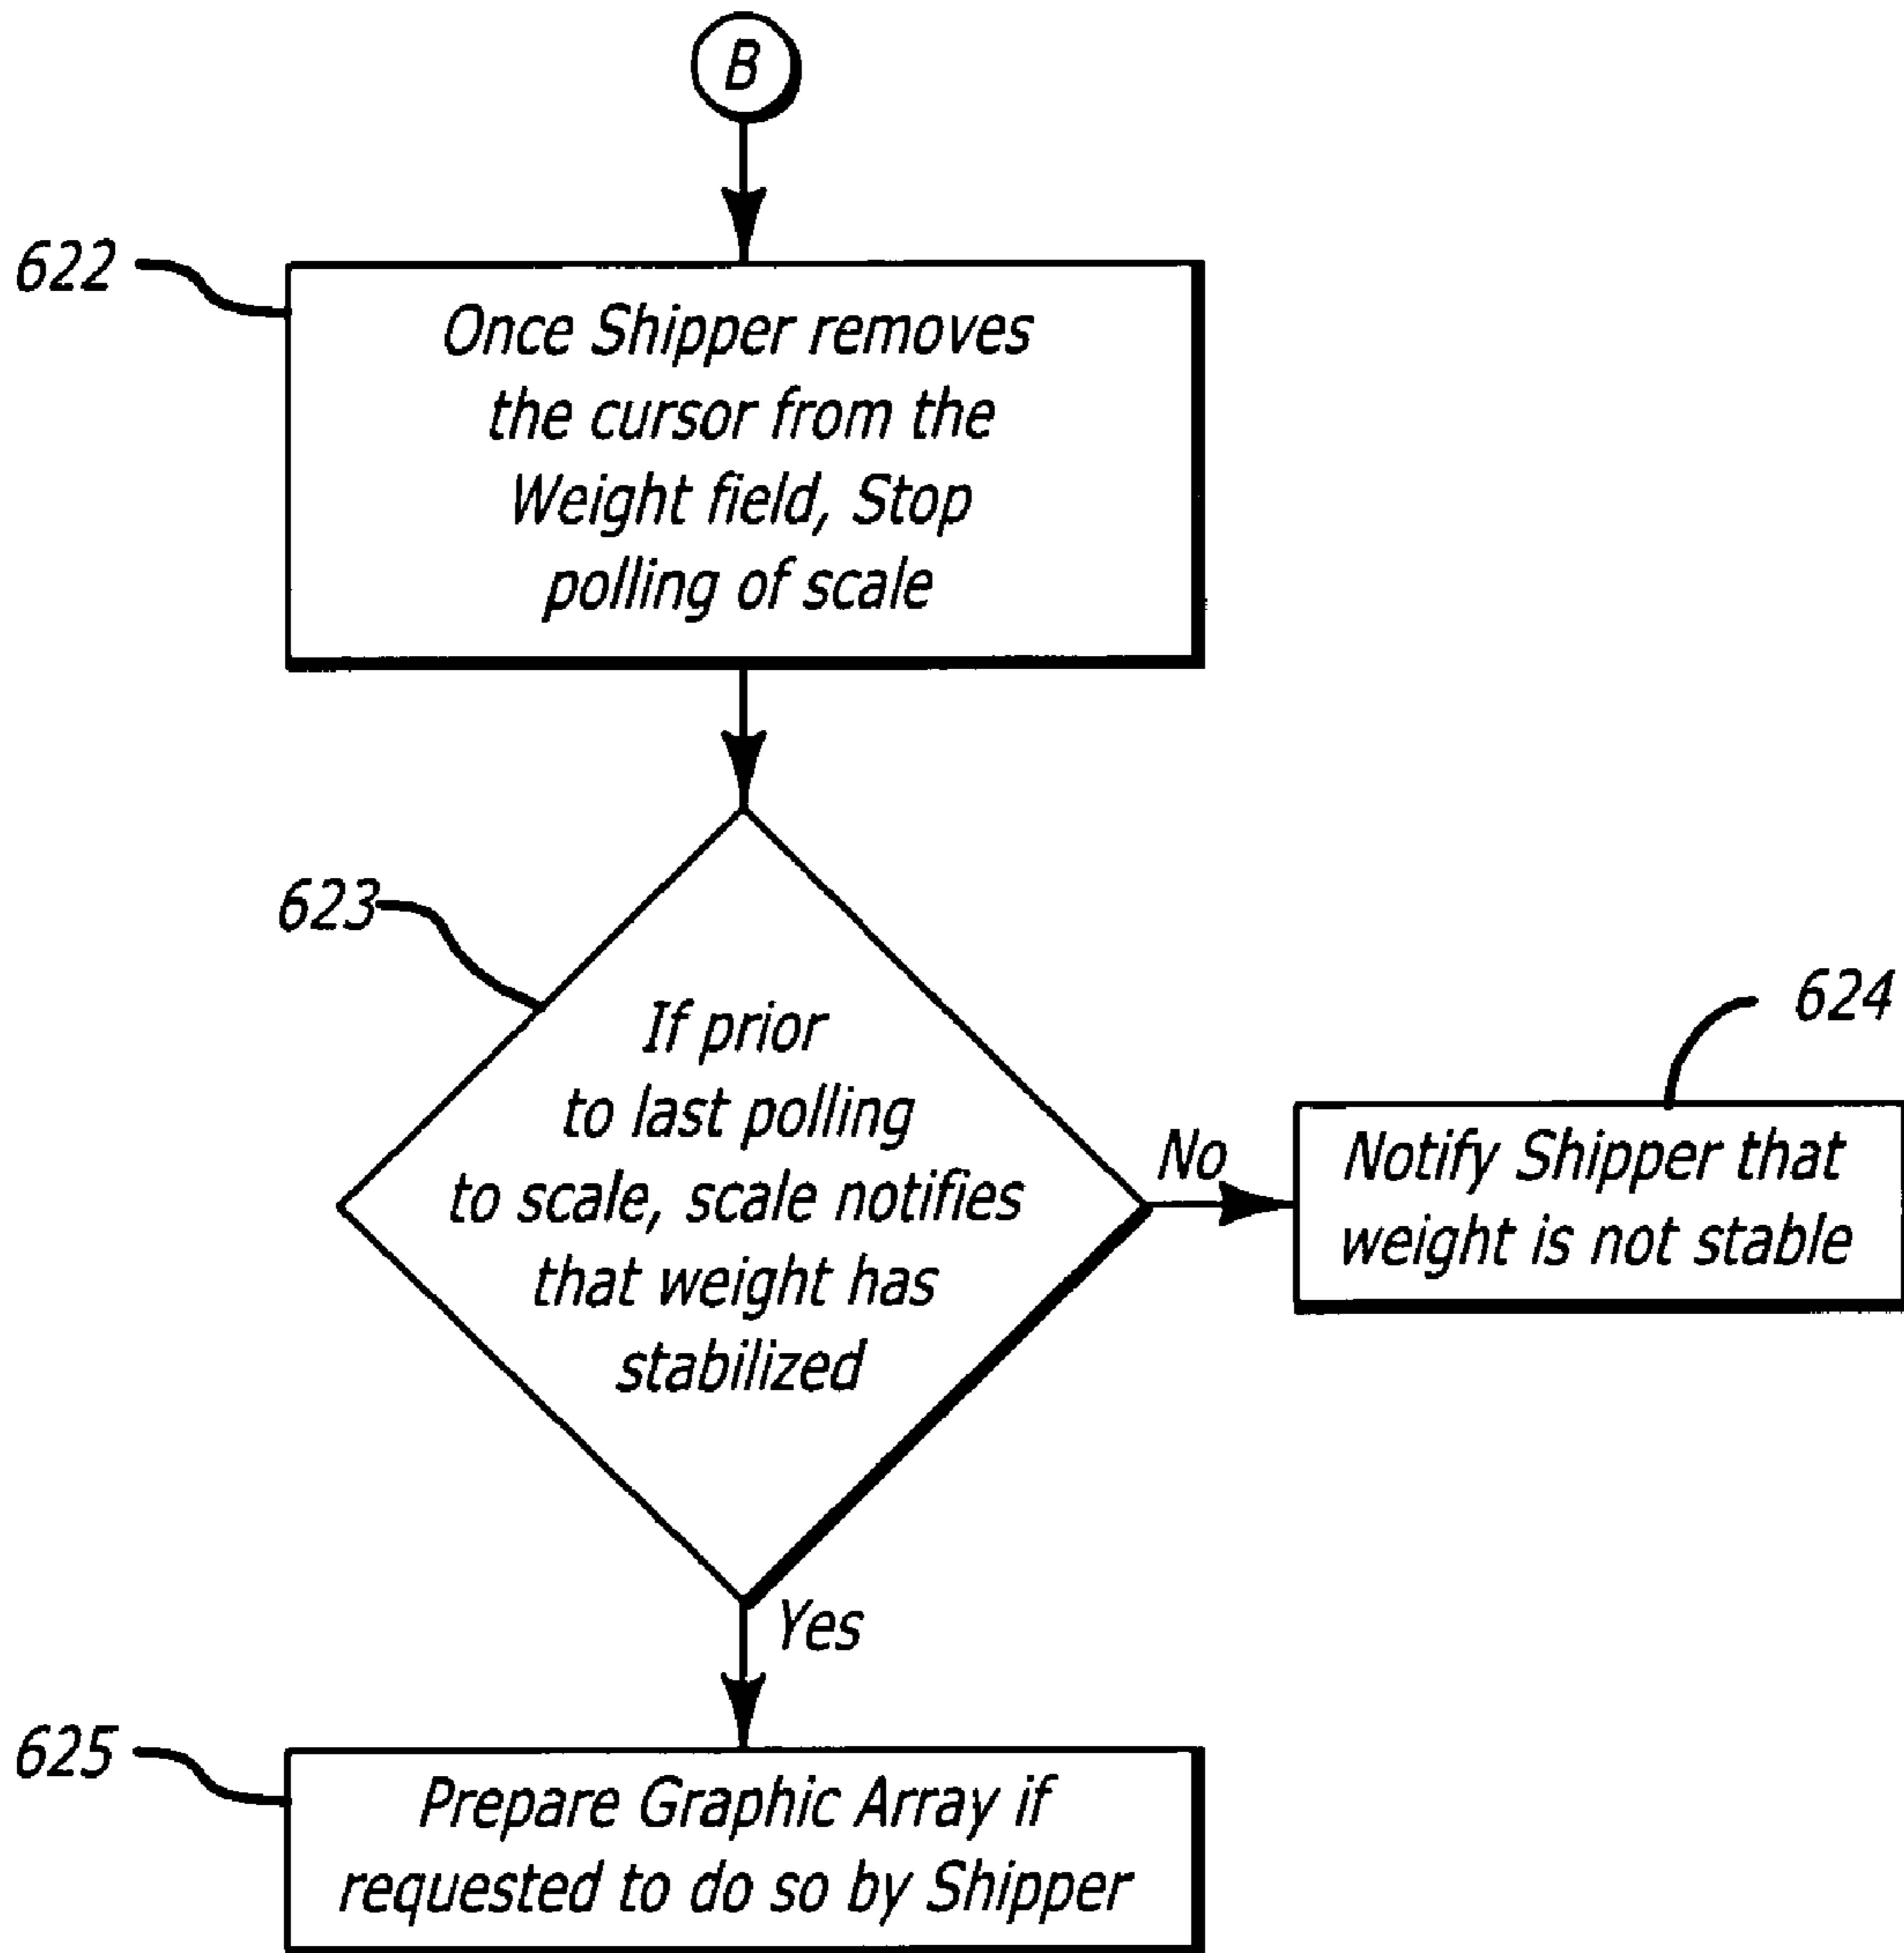 B
622
Once Shipper removes
the cursor from the
Weight field, Stop
polling of scale
623
If prior
to last polling
to scale, scale notifies
that weight has
stabilized
No
624
Notify Shipper that
weight is not stable
Yes
625
Prepare Graphic Array if
requested to do so by Shipper